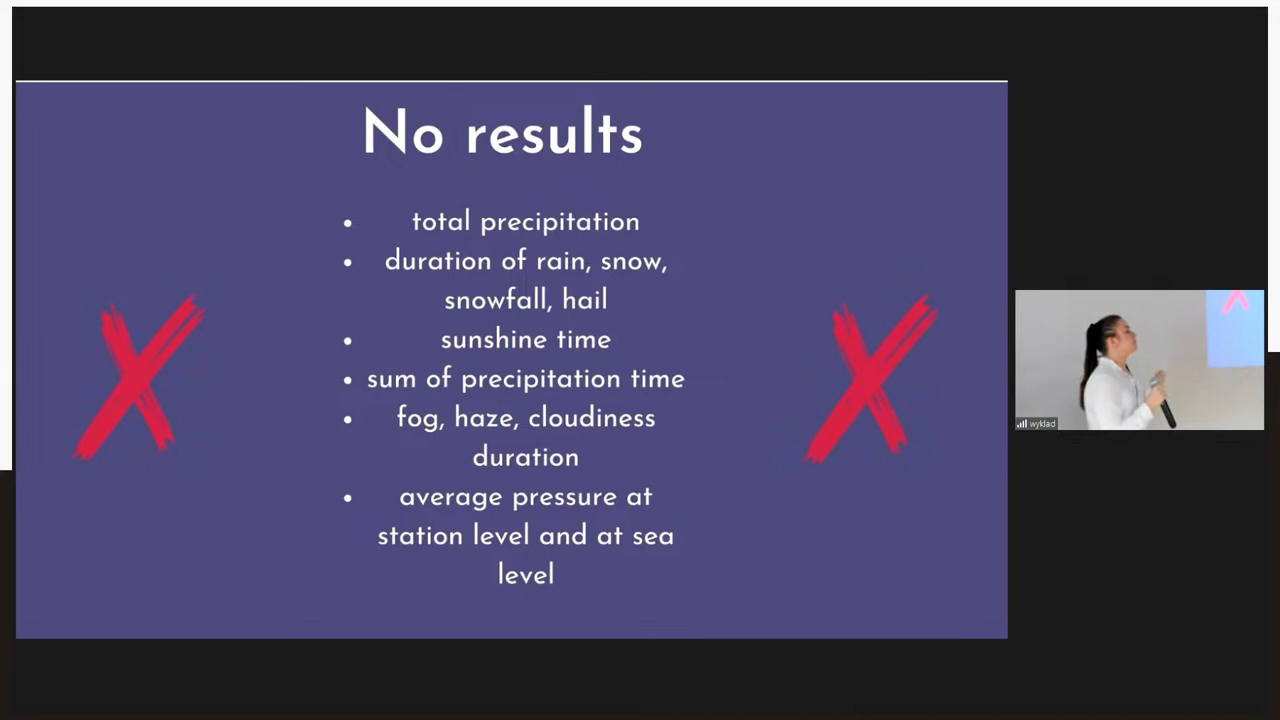 No results
• total precipitation
• duration of rain, snow,
snowfall, hail
• sunshine time
• sum of precipitation time
• fog, haze, cloudiness
duration
• average pressure at
station level and at sea
level
wyklad